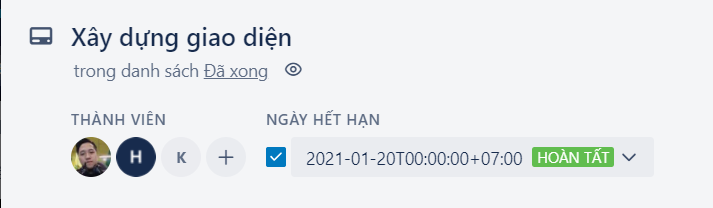 Xây dựng giao diện
trong danh sách Đã xong
THÀNH VIÊN
NGÀY HẾT HẠN
H
K
2021-01-20T00:00:00+07:00 HOÀN TẤT